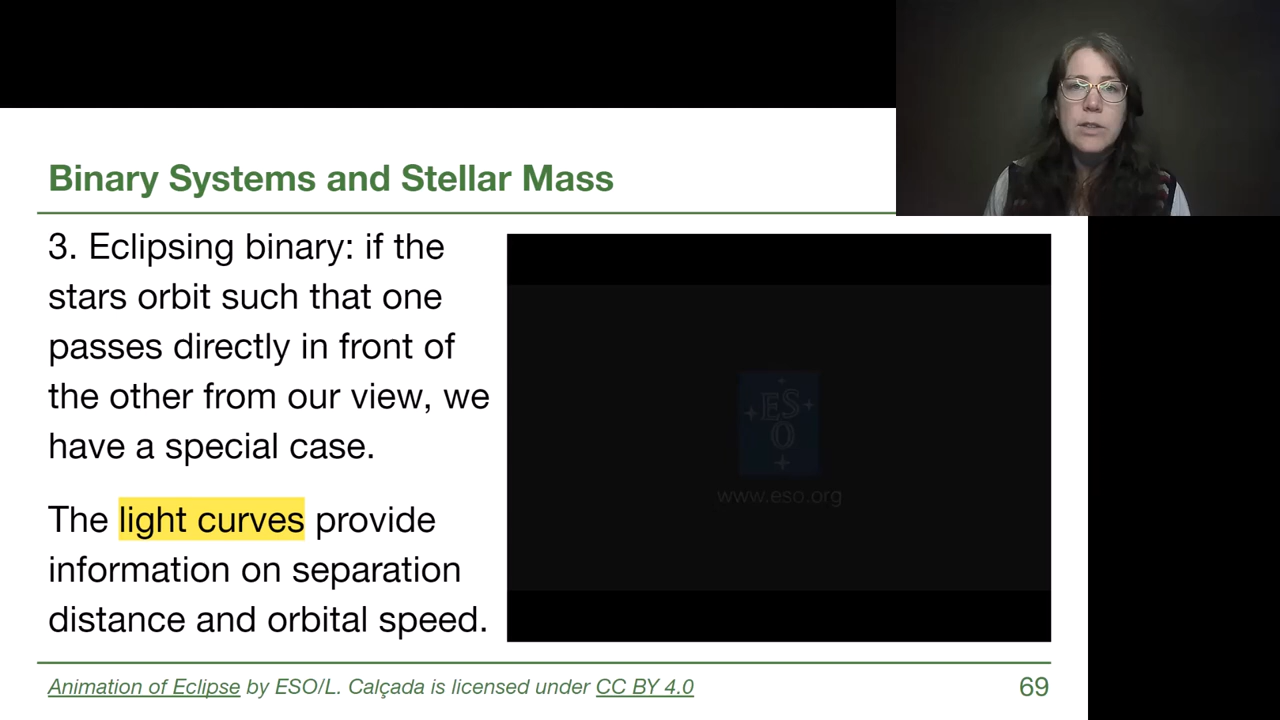 Binary Systems and Stellar Mass
3. Eclipsing binary: if the
stars orbit such that one
passes directly in front of
the other from our view, we
have a special case.
The light curves provide
information on separation
distance and orbital speed.
ES
O
www.eso.org
Animation of Eclipse by ESO/L. Calçada is licensed under CC BY 4.0
69